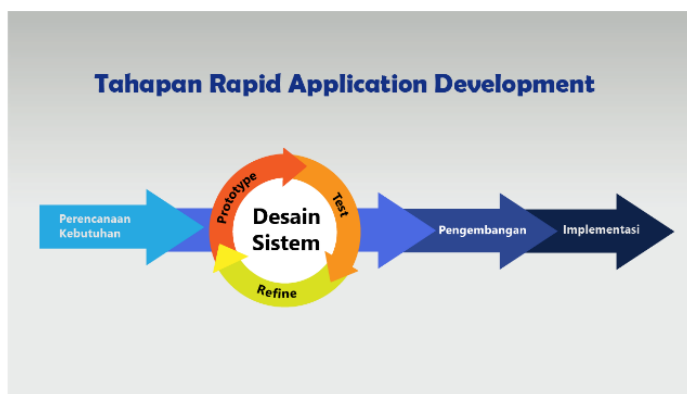 Tahapan Rapid Application Development
Perencanaan
Kebutuhan
Prototype
Test
Refine
Desain
Sistem
Pengembangan
Implementasi